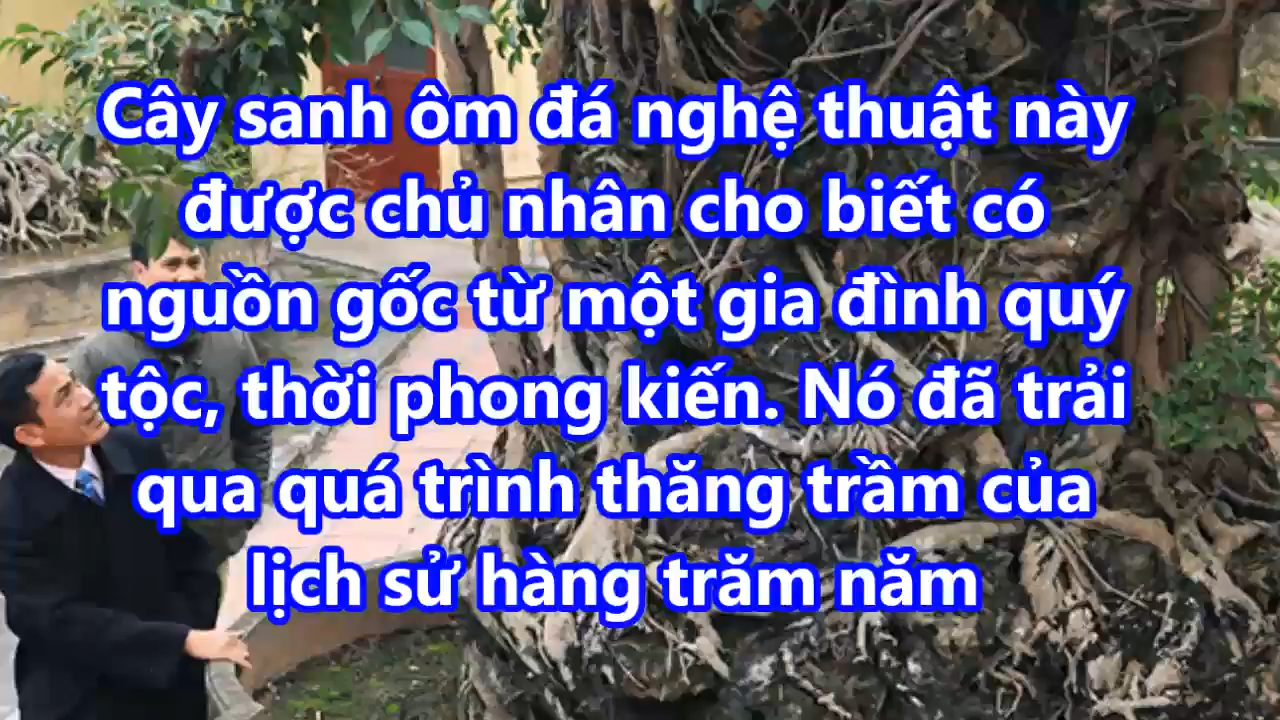 Cây sanh ôm đá nghệ thuật này
được chủ nhân cho biết có
nguồn gốc từ một gia đình quý
tộc, thời phong kiến. Nó đã trải
qua quá trình thăng trầm của
lịch sử hàng trăm năm